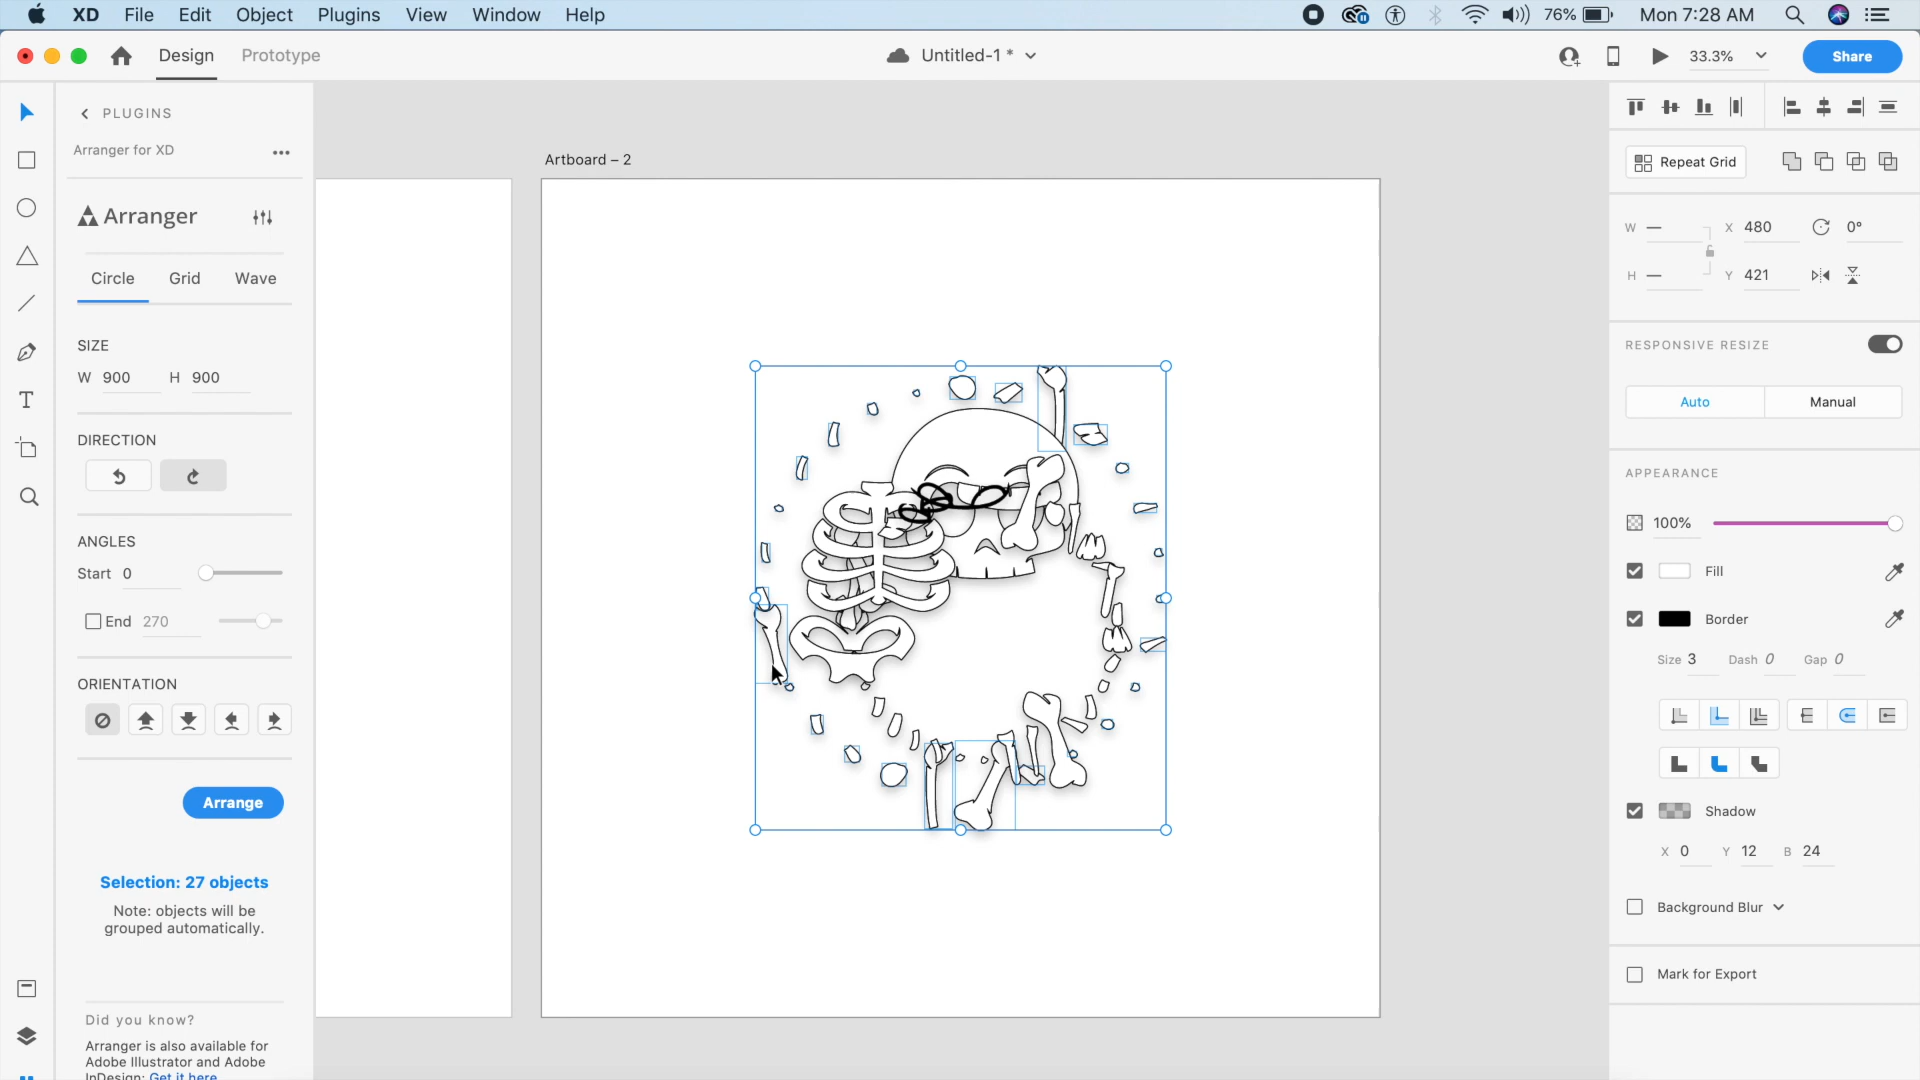 XD File Edit Object Plugins View Window Help 76% Mon 7:28 AM
Design Prototype Untitled-1 * 33.3% Share
PLUGINS
Arranger for XD
Arranger
Circle Grid Wave
SIZE
W 900 H 900
DIRECTION
ANGLES
Start 0
End 270
ORIENTATION
Arrange
Selection: 27 objects
Note: objects will be
grouped automatically.
Did you know?
Arranger is also available for
Adobe Illustrator and Adobe
InDesign: Get it here
Artboard – 2
Repeat Grid
W — X 480 0°
H — Y 421
RESPONSIVE RESIZE
Auto Manual
APPEARANCE
100%
Fill
Border
Size 3 Dash 0 Gap 0
Shadow
X 0 Y 12 B 24
Background Blur
Mark for Export